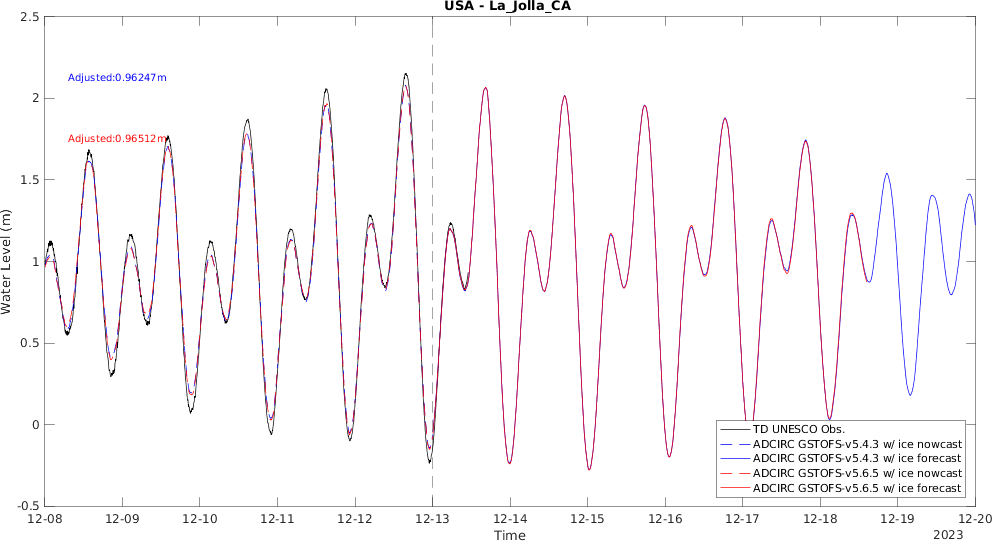 USA - La_Jolla_CA
2.5
2
1.5
1
0.5
0
-0.5
Water Level (m)
Adjusted:0.96247m
Adjusted:0.96512m
TD UNESCO Obs.
ADCIRC GSTOFS-v5.4.3 w/ ice nowcast
ADCIRC GSTOFS-v5.4.3 w/ ice forecast
ADCIRC GSTOFS-v5.6.5 w/ ice nowcast
ADCIRC GSTOFS-v5.6.5 w/ ice forecast
12-08 12-09 12-10 12-11 12-12 12-13 12-14 12-15 12-16 12-17 12-18 12-19 12-20
Time
2023